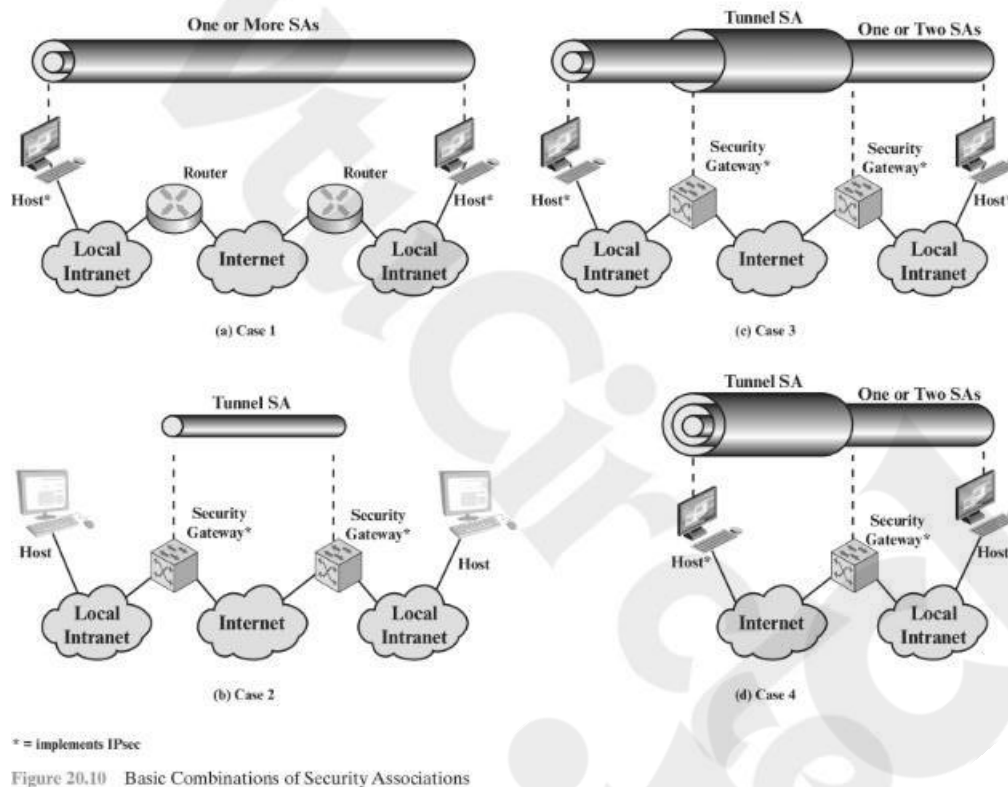 One or More SAs
Host*
Router
Router
Host*
Local
Intranet
Internet
Local
Intranet
(a) Case 1
Tunnel SA
One or Two SAs
Host*
Security
Gateway*
Security
Gateway*
Host*
Local
Intranet
Internet
Local
Intranet
(c) Case 3
Tunnel SA
Host
Security
Gateway*
Security
Gateway*
Host
Local
Intranet
Internet
Local
Intranet
(b) Case 2
Tunnel SA
One or Two SAs
Host*
Security
Gateway*
Host*
Internet
Local
Intranet
(d) Case 4
* = implements IPsec
Figure 20.10 Basic Combinations of Security Associations